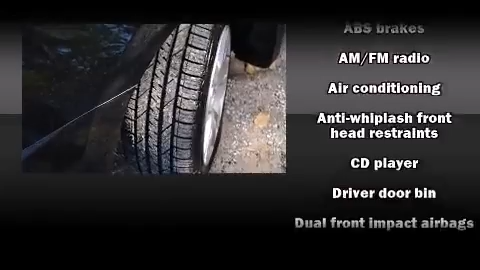 ABS brakes
AM/FM radio
Air conditioning
Anti-whiplash front
head restraints
CD player
Driver door bin
Dual front impact airbags